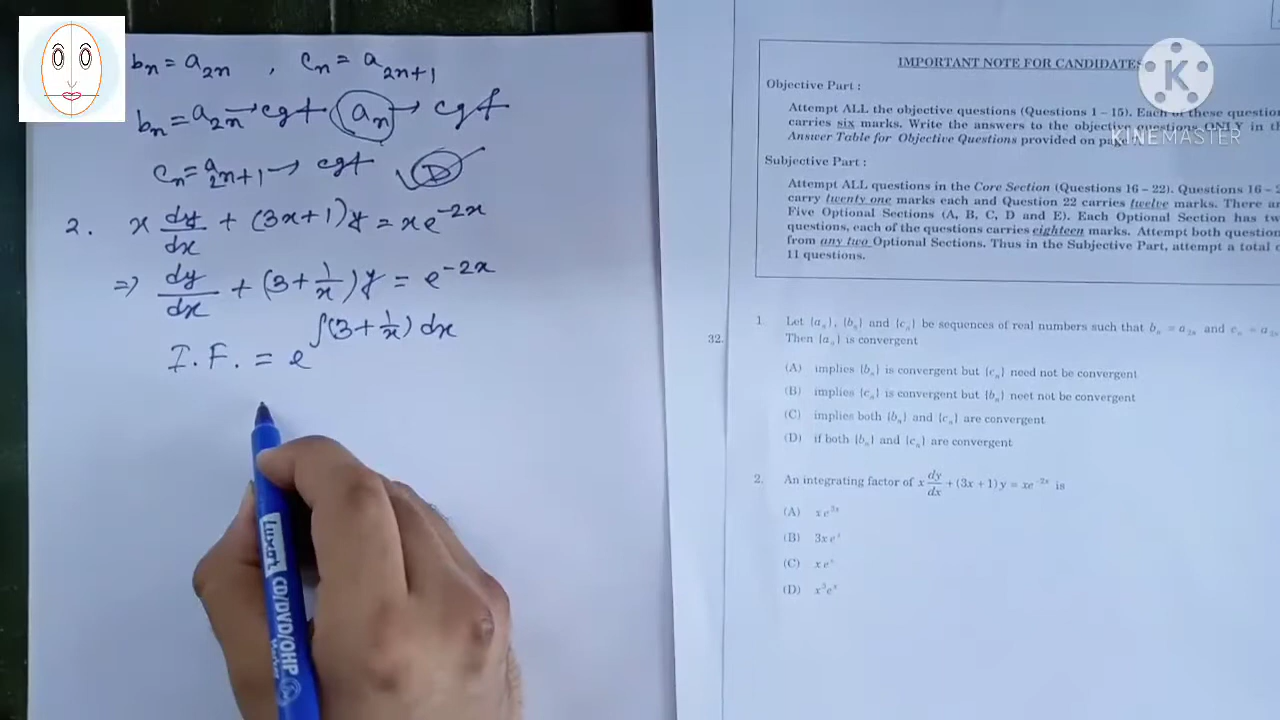 bₙ = a₂ₙ , cₙ = a₂ₙ₊₁
bₙ = a₂ₙ → cgt (aₙ) → cgt
cₙ = a₂ₙ₊₁ → cgt (D)
2. x dy/dx + (3x+1)y = xe^(-2x)
⇒ dy/dx + (3 + 1/x)y = e^(-2x)
I.F. = e^∫(3 + 1/x) dx
Luxor CD/DVD/OHP
K
KINEMASTER
IMPORTANT NOTE FOR CANDIDATES
Objective Part :
Attempt ALL the objective questions (Questions 1 – 15). Each of these question
carries six marks. Write the answers to the objective questions ONLY in th
Answer Table for Objective Questions provided on page
Subjective Part :
Attempt ALL questions in the Core Section (Questions 16 – 22). Questions 16 – 2
carry twenty one marks each and Question 22 carries twelve marks. There ar
Five Optional Sections (A, B, C, D and E). Each Optional Section has tw
questions, each of the questions carries eighteen marks. Attempt both question
from any two Optional Sections. Thus in the Subjective Part, attempt a total o
11 questions.
32.
1. Let {aₙ}, {bₙ} and {cₙ} be sequences of real numbers such that bₙ = a₂ₙ and cₙ = a₂ₙ
Then {aₙ} is convergent
(A) implies {bₙ} is convergent but {cₙ} need not be convergent
(B) implies {cₙ} is convergent but {bₙ} neet not be convergent
(C) implies both {bₙ} and {cₙ} are convergent
(D) if both {bₙ} and {cₙ} are convergent
2. An integrating factor of x dy/dx + (3x + 1) y = xe^(-2x) is
(A) xe^(3x)
(B) 3xe^x
(C) xe^x
(D) x³e^x